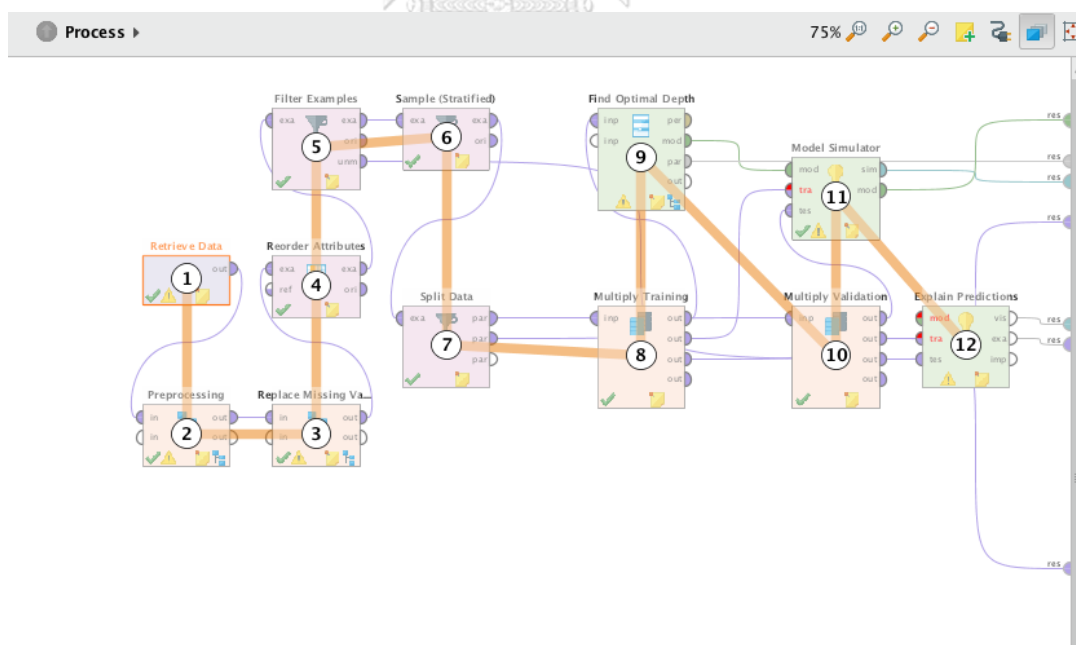 Process
75%
Filter Examples
exa
exa
ori
unm
5
Sample (Stratified)
exa
exa
ori
6
Find Optimal Depth
inp
inp
per
mod
par
out
9
Model Simulator
mod
tra
tes
sim
mod
11
res
res
res
res
Retrieve Data
out
1
Reorder Attributes
exa
ref
exa
ori
4
Split Data
exa
par
par
par
7
Multiply Training
inp
out
out
out
out
8
Multiply Validation
inp
out
out
out
out
10
Explain Predictions
mod
tra
tes
vis
exa
imp
12
res
res
Preprocessing
in
in
out
out
2
Replace Missing Va...
in
in
out
out
3
res